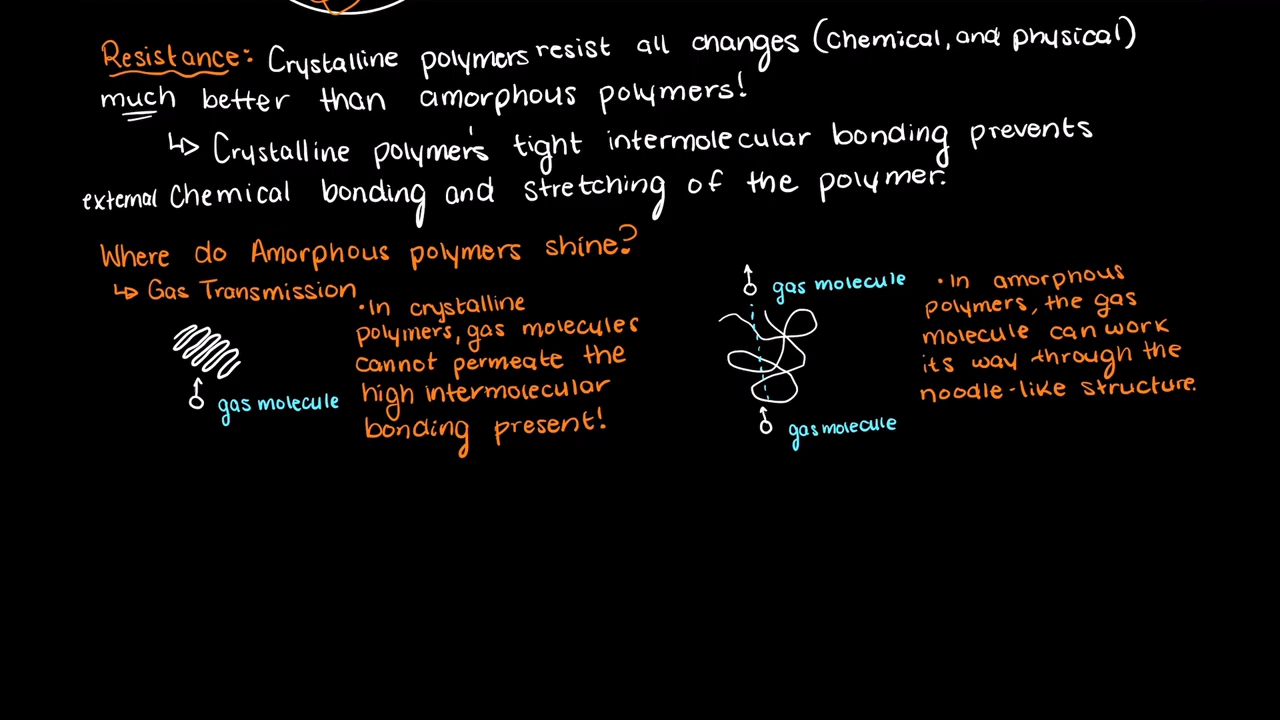 Resistance: Crystalline polymers resist all changes (chemical, and physical)
much better than amorphous polymers!
↳ Crystalline polymer's tight intermolecular bonding prevents
external chemical bonding and stretching of the polymer.
Where do Amorphous polymers shine?
↳ Gas Transmission
• In crystalline
polymers, gas molecules
cannot permeate the
high intermolecular
bonding present!
gas molecule
gas molecule
gas molecule
• In amorphous
polymers, the gas
molecule can work
its way through the
noodle-like structure.